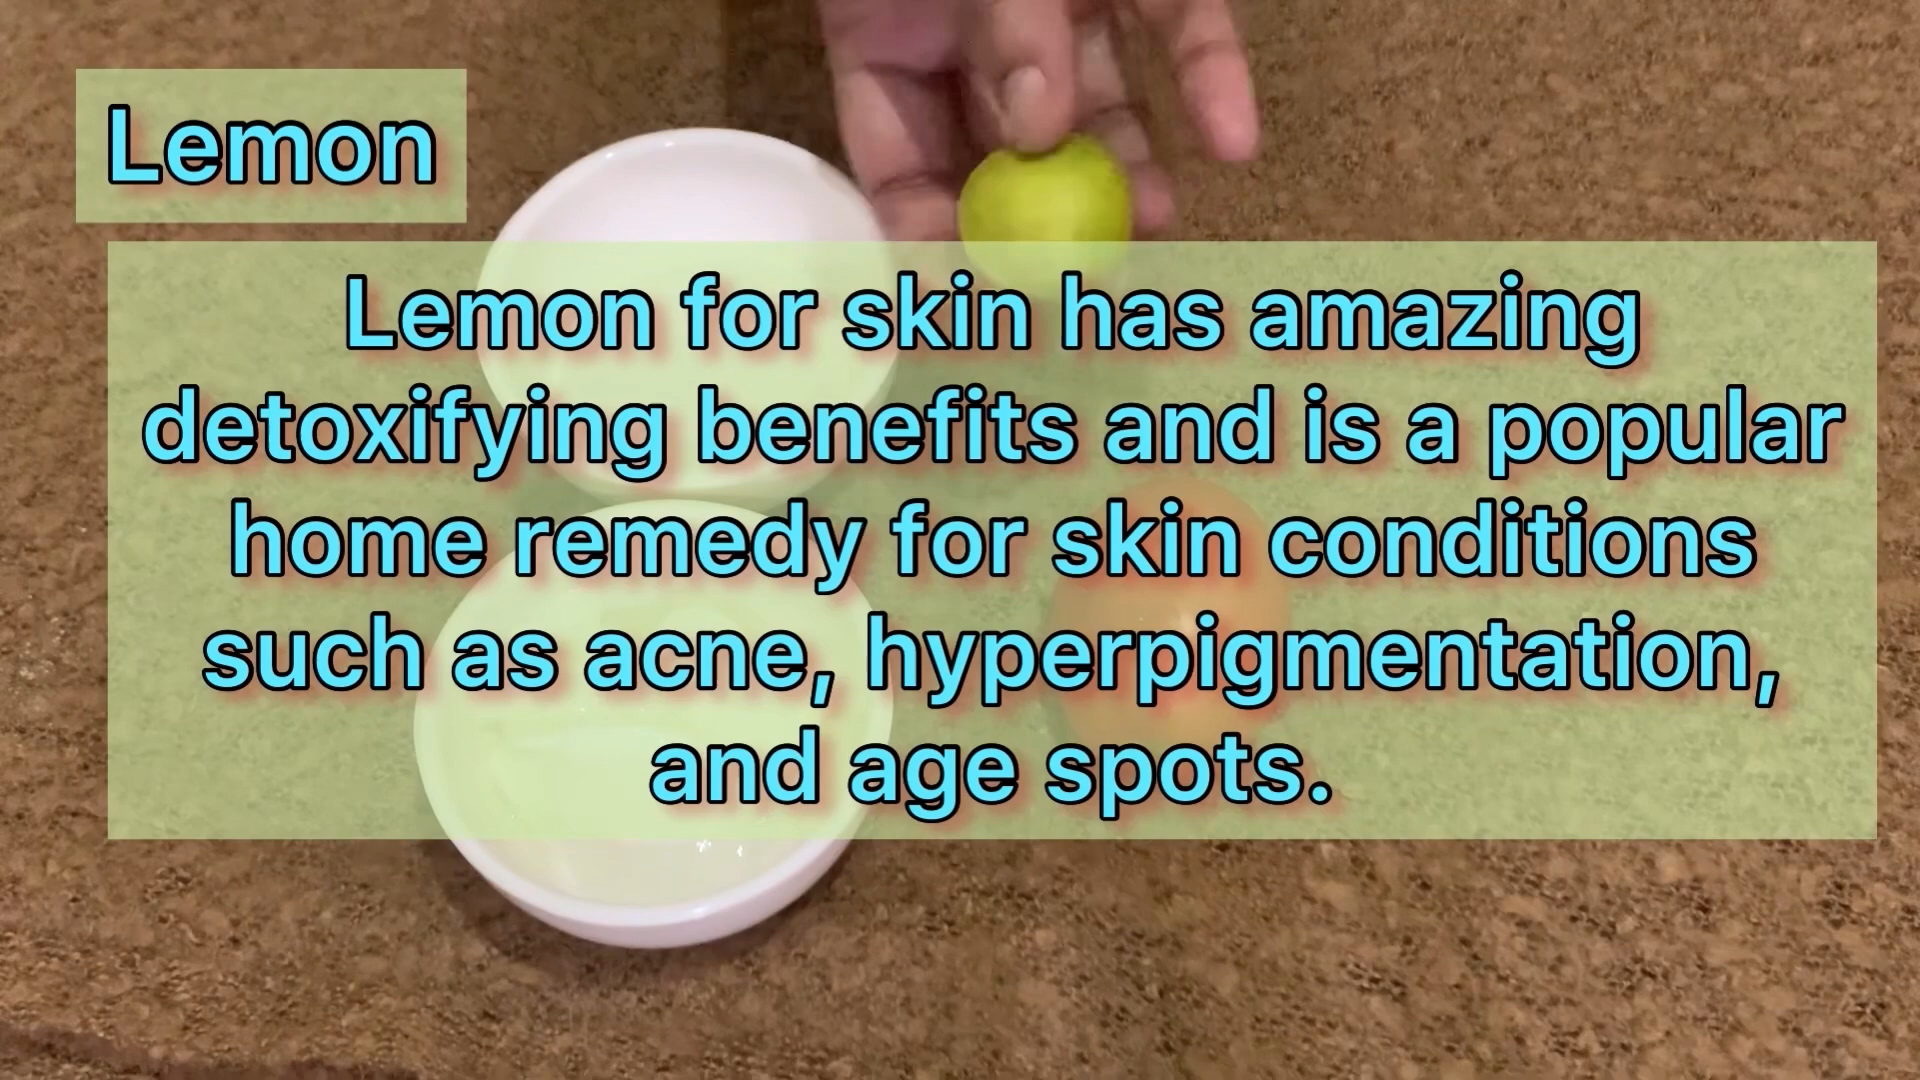 Lemon
Lemon for skin has amazing
detoxifying benefits and is a popular
home remedy for skin conditions
such as acne, hyperpigmentation,
and age spots.